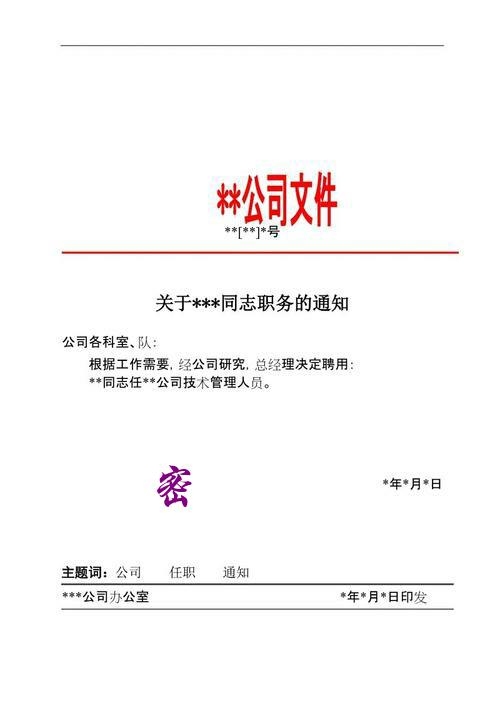 **公司文件
**[**]*号
关于***同志职务的通知
公司各科室、队：
根据工作需要，经公司研究，总经理决定聘用：
**同志任**公司技术管理人员。
密
*年*月*日
主题词：公司 任职 通知
***公司办公室 *年*月*日印发